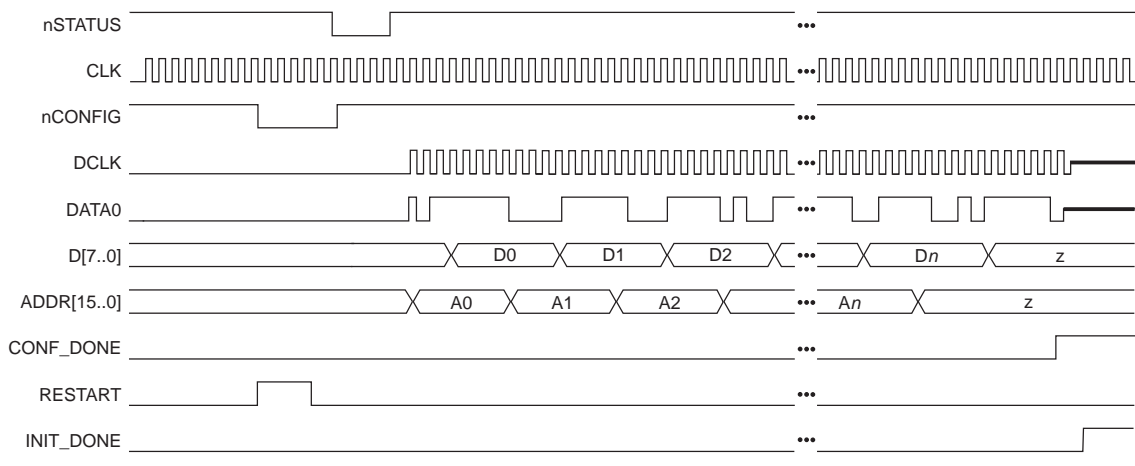 nSTATUS
CLK
nCONFIG
DCLK
DATA0
D[7..0] D0 D1 D2 Dn z
ADDR[15..0] A0 A1 A2 An z
CONF_DONE
RESTART
INIT_DONE